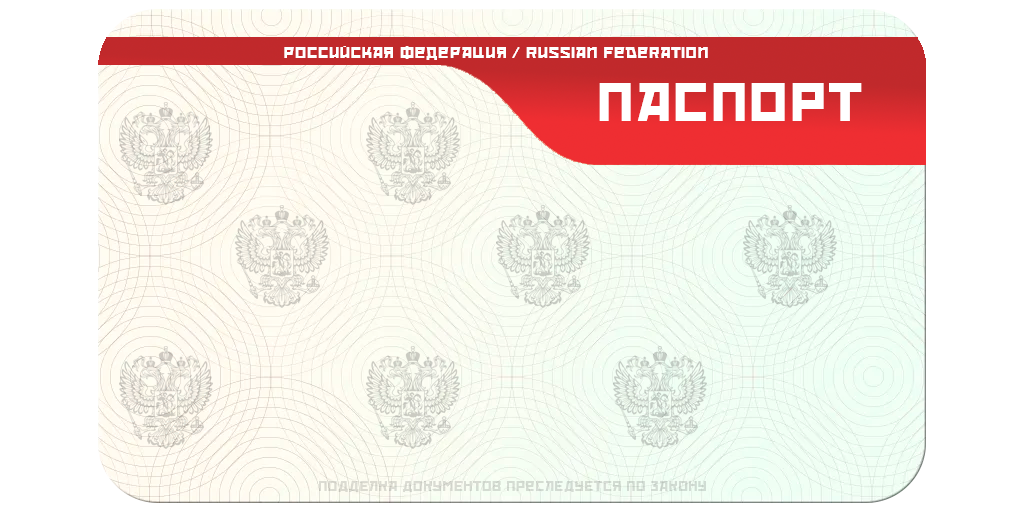 РОССИЙСКАЯ ФЕДЕРАЦИЯ / RUSSIAN FEDERATION
ПАСПОРТ
ПОДДЕЛКА ДОКУМЕНТОВ ПРЕСЛЕДУЕТСЯ ПО ЗАКОНУ